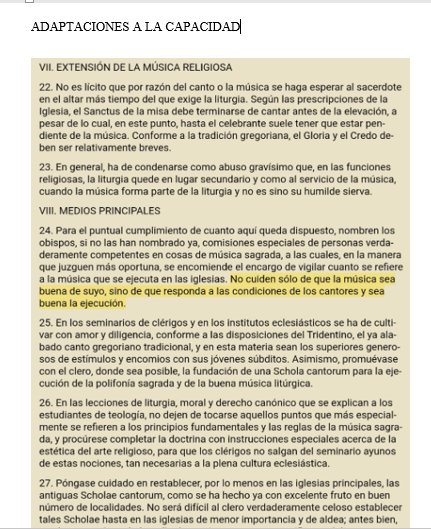 ADAPTACIONES A LA CAPACIDAD
VII. EXTENSIÓN DE LA MÚSICA RELIGIOSA
22. No es lícito que por razón del canto o la música se haga esperar al sacerdote
en el altar más tiempo del que exige la liturgia. Según las prescripciones de la
Iglesia, el Sanctus de la misa debe terminarse de cantar antes de la elevación, a
pesar de lo cual, en este punto, hasta el celebrante suele tener que estar pen-
diente de la música. Conforme a la tradición gregoriana, el Gloria y el Credo de-
ben ser relativamente breves.
23. En general, ha de condenarse como abuso gravísimo que, en las funciones
religiosas, la liturgia quede en lugar secundario y como al servicio de la música,
cuando la música forma parte de la liturgia y no es sino su humilde sierva.
VIII. MEDIOS PRINCIPALES
24. Para el puntual cumplimiento de cuanto aquí queda dispuesto, nombren los
obispos, si no las han nombrado ya, comisiones especiales de personas verda-
deramente competentes en cosas de música sagrada, a las cuales, en la manera
que juzguen más oportuna, se encomiende el encargo de vigilar cuanto se refiere
a la música que se ejecuta en las iglesias. No cuiden sólo de que la música sea
buena de suyo, sino de que responda a las condiciones de los cantores y sea
buena la ejecución.
25. En los seminarios de clérigos y en los institutos eclesiásticos se ha de culti-
var con amor y diligencia, conforme a las disposiciones del Tridentino, el ya ala-
bado canto gregoriano tradicional, y en esta materia sean los superiores genero-
sos de estímulos y encomios con sus jóvenes súbditos. Asimismo, promuévase
con el clero, donde sea posible, la fundación de una Schola cantorum para la eje-
cución de la polifonía sagrada y de la buena música litúrgica.
26. En las lecciones de liturgia, moral y derecho canónico que se explican a los
estudiantes de teología, no dejen de tocarse aquellos puntos que más especial-
mente se refieren a los principios fundamentales y las reglas de la música sagra-
da, y procúrese completar la doctrina con instrucciones especiales acerca de la
estética del arte religioso, para que los clérigos no salgan del seminario ayunos
de estas nociones, tan necesarias a la plena cultura eclesiástica.
27. Póngase cuidado en restablecer, por lo menos en las iglesias principales, las
antiguas Scholae cantorum, como se ha hecho ya con excelente fruto en buen
número de localidades. No será difícil al clero verdaderamente celoso establecer
tales Scholae hasta en las iglesias de menor importancia y de aldea; antes bien,